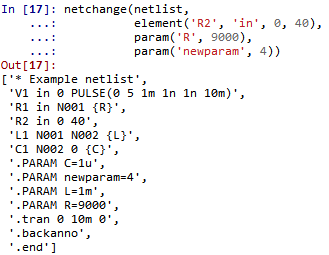 In [17]: netchange(netlist,
    ...:           element('R2', 'in', 0, 40),
    ...:           param('R', 9000),
    ...:           param('newparam', 4))
Out[17]:
['* Example netlist',
 'V1 in 0 PULSE(0 5 1m 1n 1n 10m)',
 'R1 in N001 {R}',
 'R2 in 0 40',
 'L1 N001 N002 {L}',
 'C1 N002 0 {C}',
 '.PARAM C=1u',
 '.PARAM newparam=4',
 '.PARAM L=1m',
 '.PARAM R=9000',
 '.tran 0 10m 0',
 '.backanno',
 '.end']